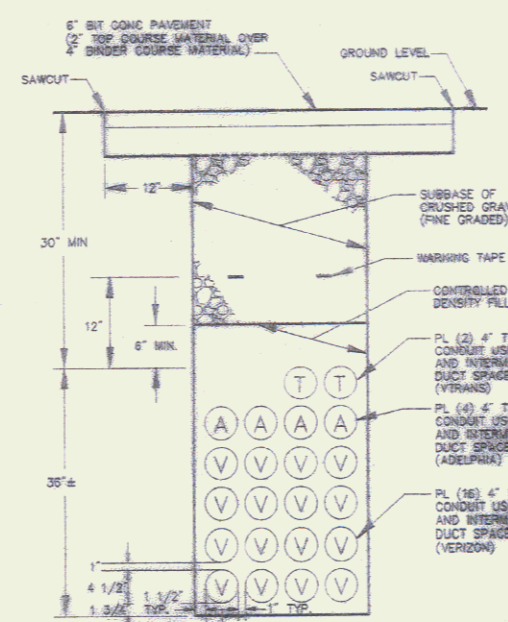 6" BIT CONC PAVEMENT
(2" TOP COURSE MATERIAL OVER
4" BINDER COURSE MATERIAL)
GROUND LEVEL
SAWCUT
SAWCUT
12"
SUBBASE OF
CRUSHED GRAV
(FINE GRADED)
30" MIN
WARNING TAPE
CONTROLLED
DENSITY FILL
12"
6" MIN.
PL (2) 4" T
CONDUIT US
AND INTERM
DUCT SPACE
(VTRANS)
T T
PL (4) 4" T
CONDUIT US
AND INTERM
DUCT SPACE
(ADELPHIA)
A A A A
V V V V
36"±
V V V V
PL (16) 4"
CONDUIT US
AND INTERM
DUCT SPACE
(VERIZON)
V V V V
1"
4 1/2"
V V V V
1 1/2"
1 3/4" TYP.
1" TYP.